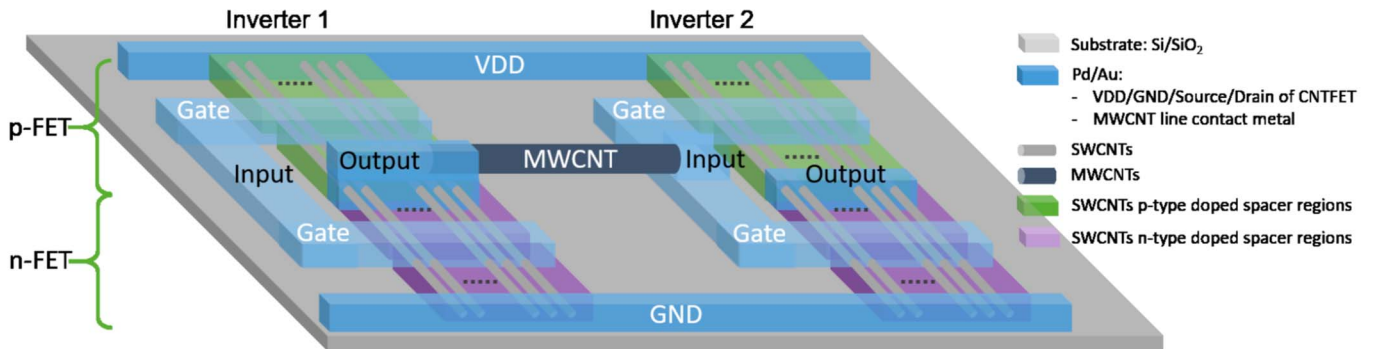 Inverter 1
Inverter 2
VDD
Gate
Gate
p-FET
Input
Output
MWCNT
Input
Output
n-FET
Gate
Gate
GND
Substrate: Si/SiO₂
Pd/Au:
- VDD/GND/Source/Drain of CNTFET
- MWCNT line contact metal
SWCNTs
MWCNTs
SWCNTs p-type doped spacer regions
SWCNTs n-type doped spacer regions